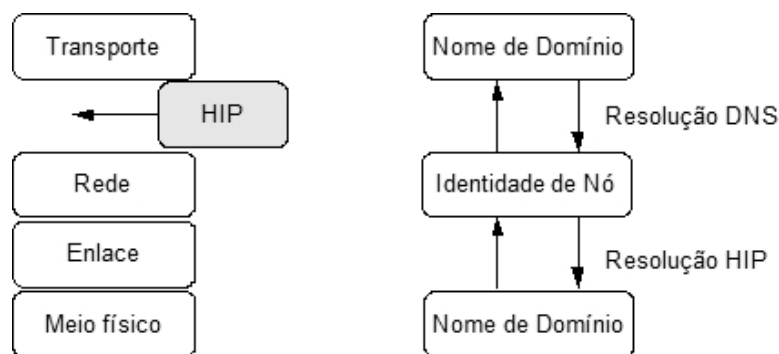 Transporte
HIP
Rede
Enlace
Meio físico
Nome de Domínio
Resolução DNS
Identidade de Nó
Resolução HIP
Nome de Domínio